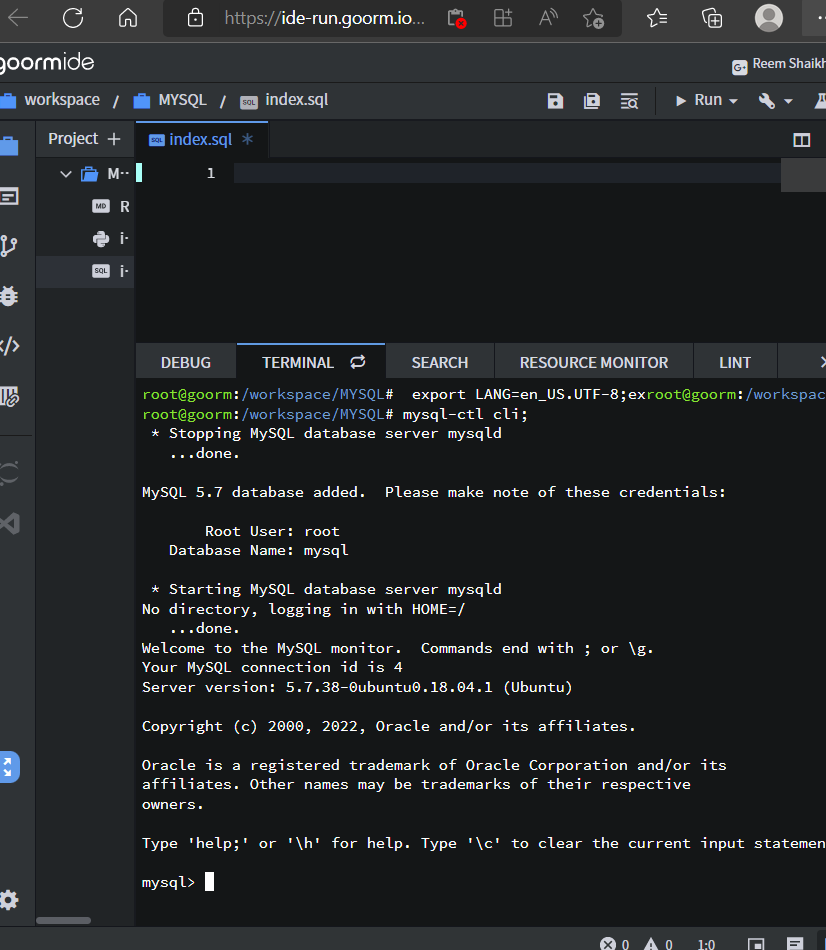 https://ide-run.goorm.io...
goormide
Reem Shaikh
workspace / MYSQL / index.sql
Run
Project +
index.sql
M..
1
R
i.
i.
DEBUG TERMINAL SEARCH RESOURCE MONITOR LINT
root@goorm:/workspace/MYSQL#  export LANG=en_US.UTF-8;exroot@goorm:/workspac
root@goorm:/workspace/MYSQL# mysql-ctl cli;
 * Stopping MySQL database server mysqld
   ...done.
MySQL 5.7 database added.  Please make note of these credentials:
       Root User: root
   Database Name: mysql
 * Starting MySQL database server mysqld
No directory, logging in with HOME=/
   ...done.
Welcome to the MySQL monitor.  Commands end with ; or \g.
Your MySQL connection id is 4
Server version: 5.7.38-0ubuntu0.18.04.1 (Ubuntu)
Copyright (c) 2000, 2022, Oracle and/or its affiliates.
Oracle is a registered trademark of Oracle Corporation and/or its
affiliates. Other names may be trademarks of their respective
owners.
Type 'help;' or '\h' for help. Type '\c' to clear the current input statemen
mysql>
0 0 1:0